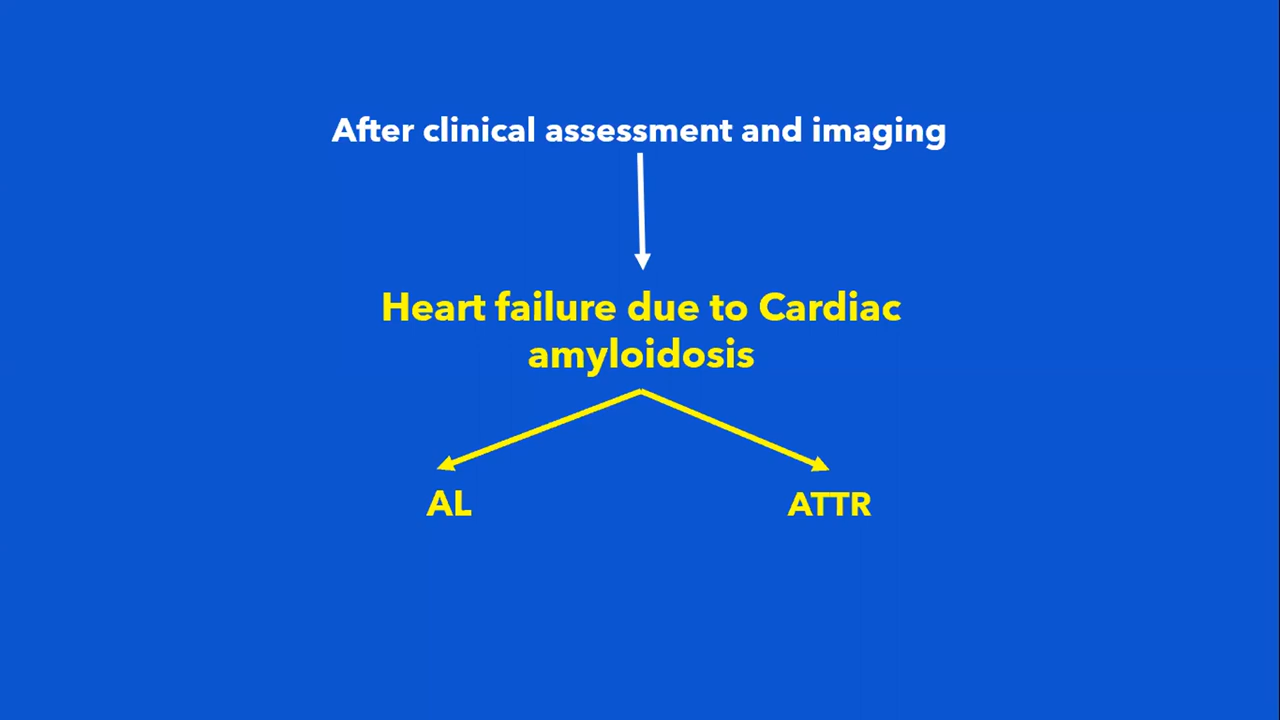 After clinical assessment and imaging
Heart failure due to Cardiac
amyloidosis
AL
ATTR